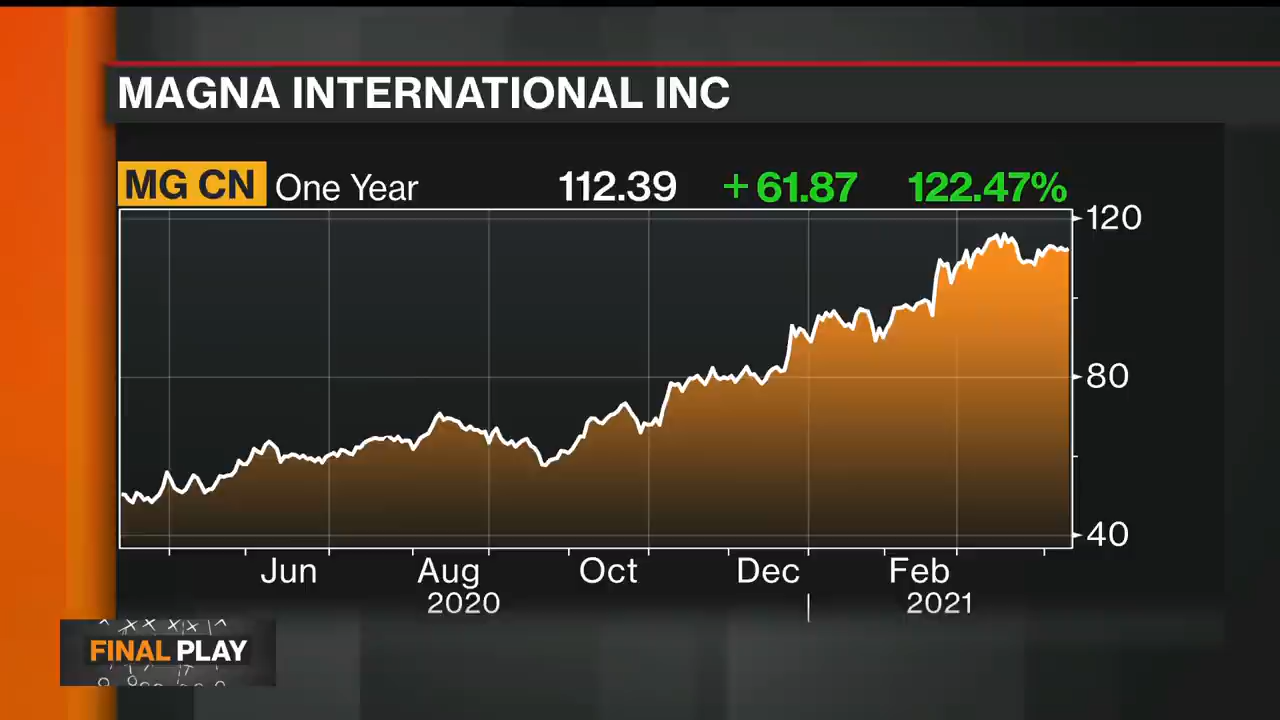 MAGNA INTERNATIONAL INC
MG CN One Year 112.39 +61.87 122.47%
120
80
40
Jun Aug Oct Dec Feb
2020 2021
FINAL PLAY